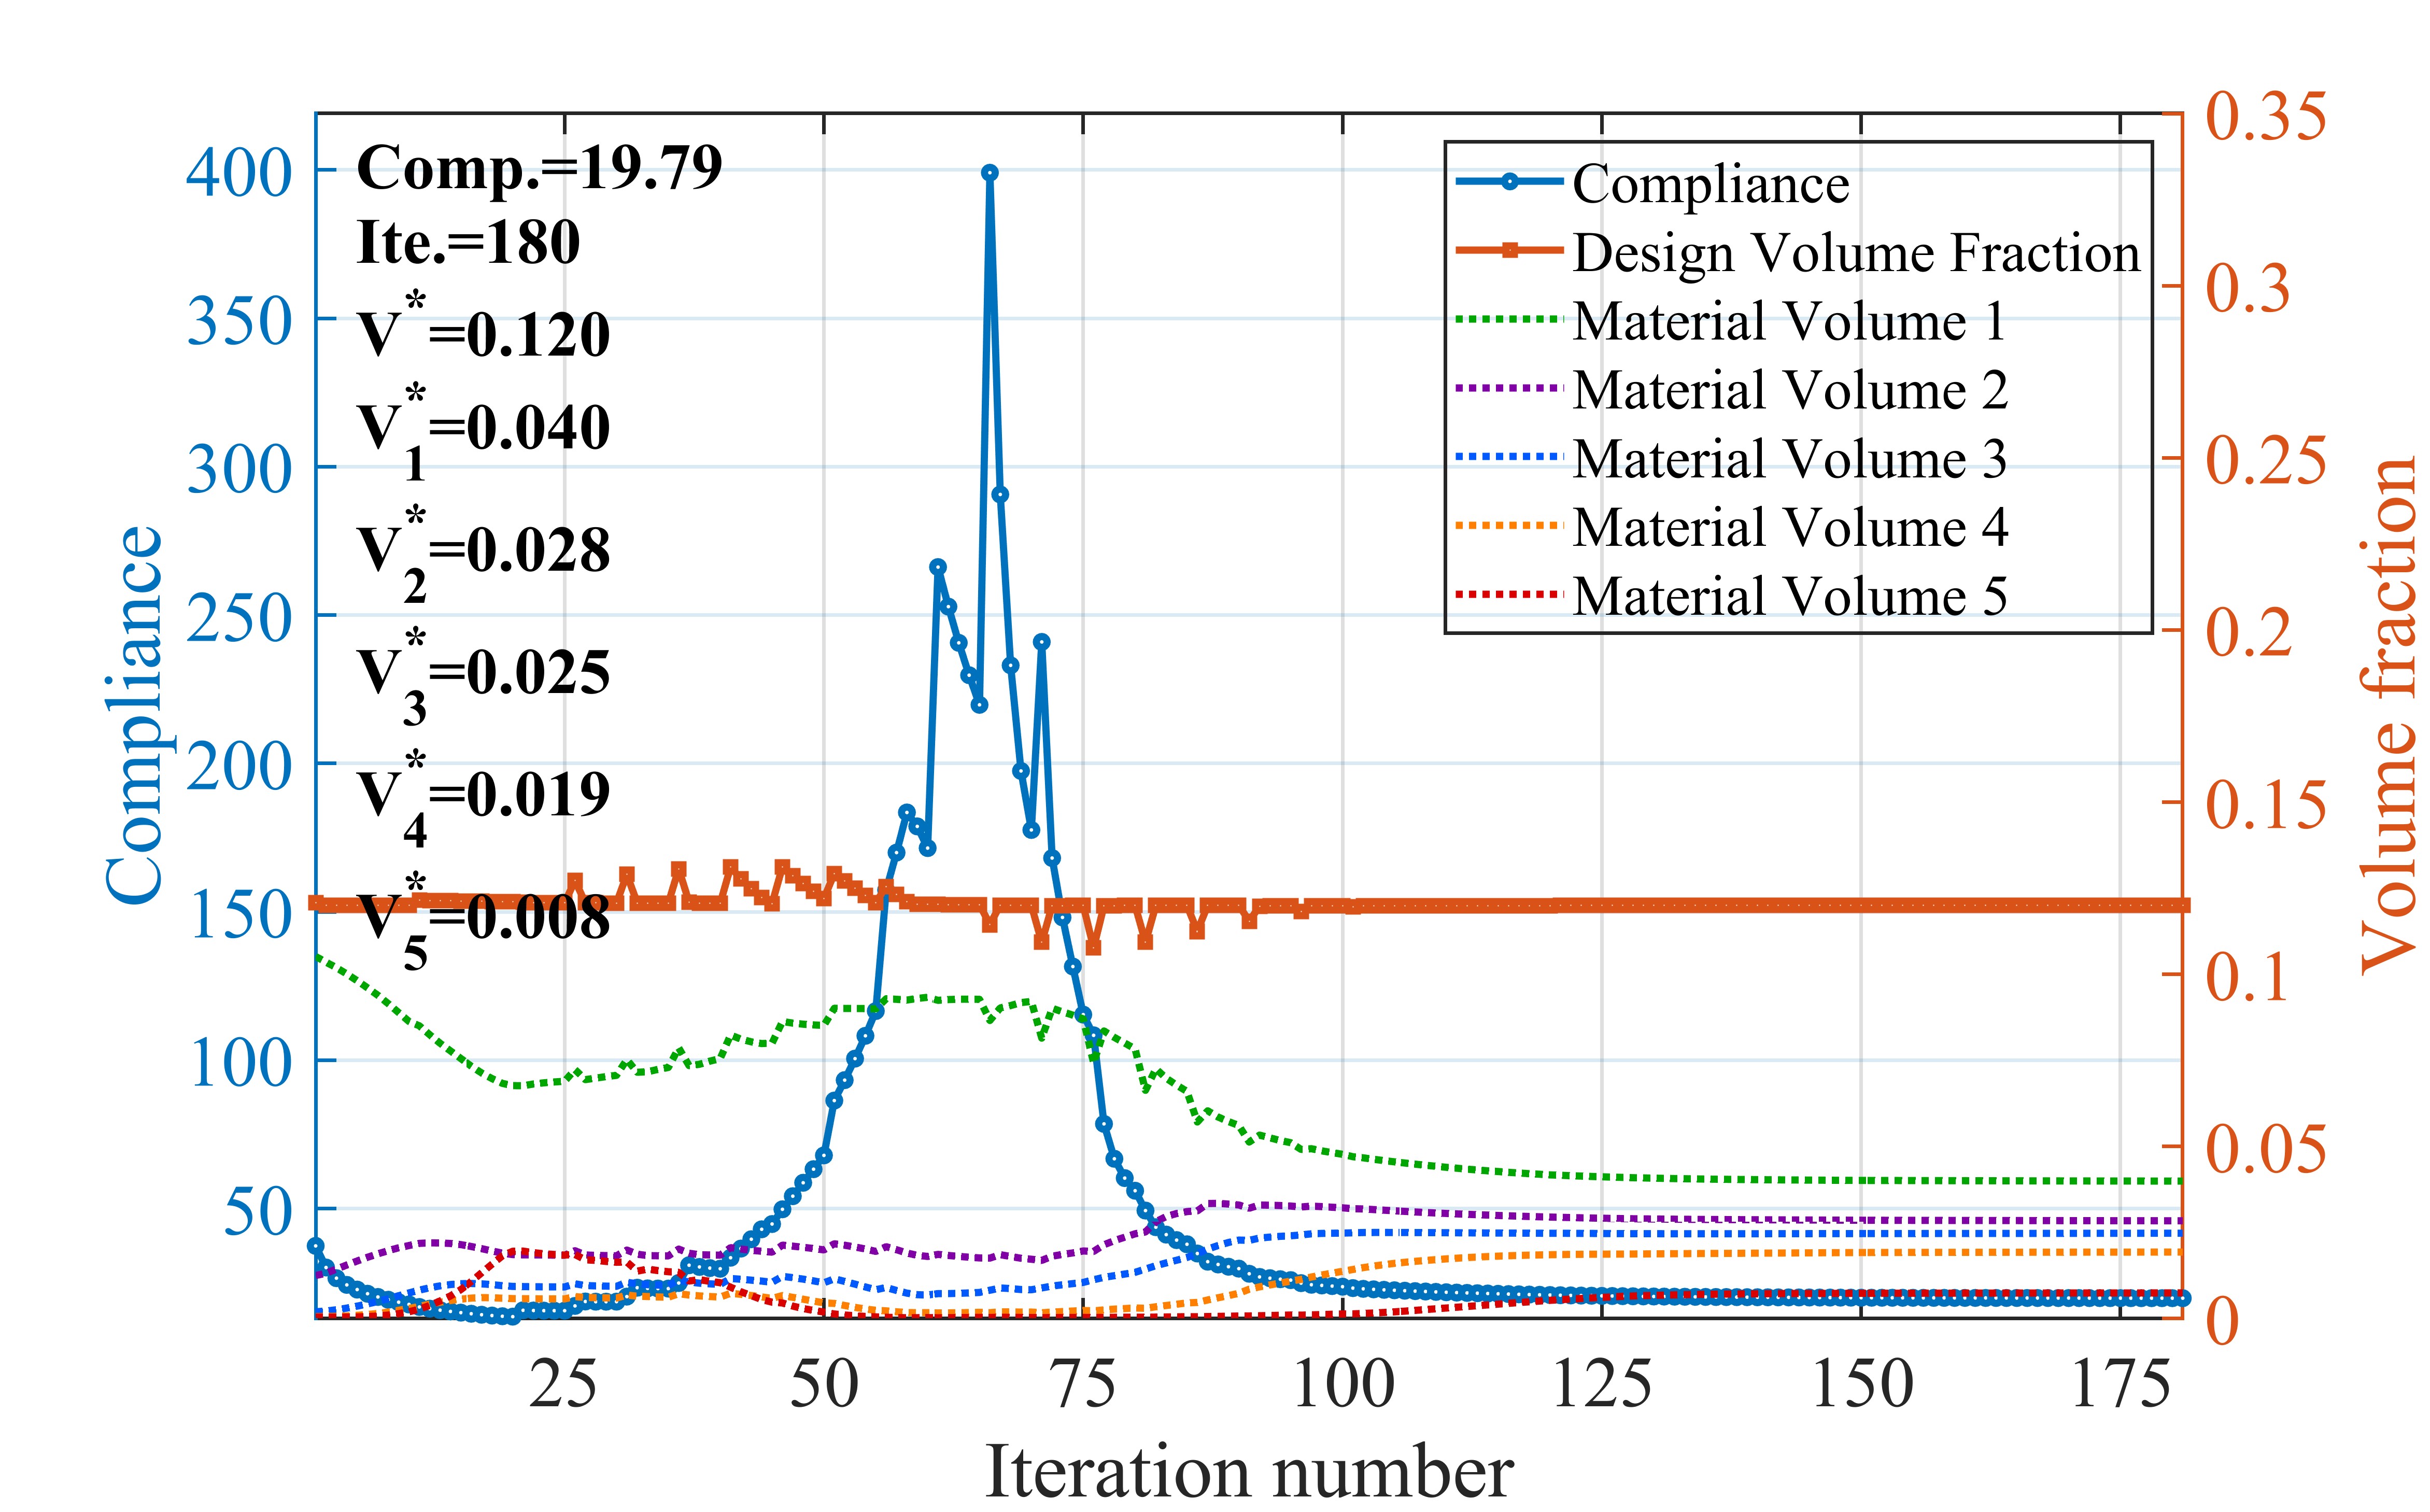 Comp.=19.79
Ite.=180
V*=0.120
V*1=0.040
V*2=0.028
V*3=0.025
V*4=0.019
V*5=0.008
Compliance
Design Volume Fraction
Material Volume 1
Material Volume 2
Material Volume 3
Material Volume 4
Material Volume 5
400
350
300
250
200
150
100
50
Compliance
0.35
0.3
0.25
0.2
0.15
0.1
0.05
0
Volume fraction
25 50 75 100 125 150 175
Iteration number